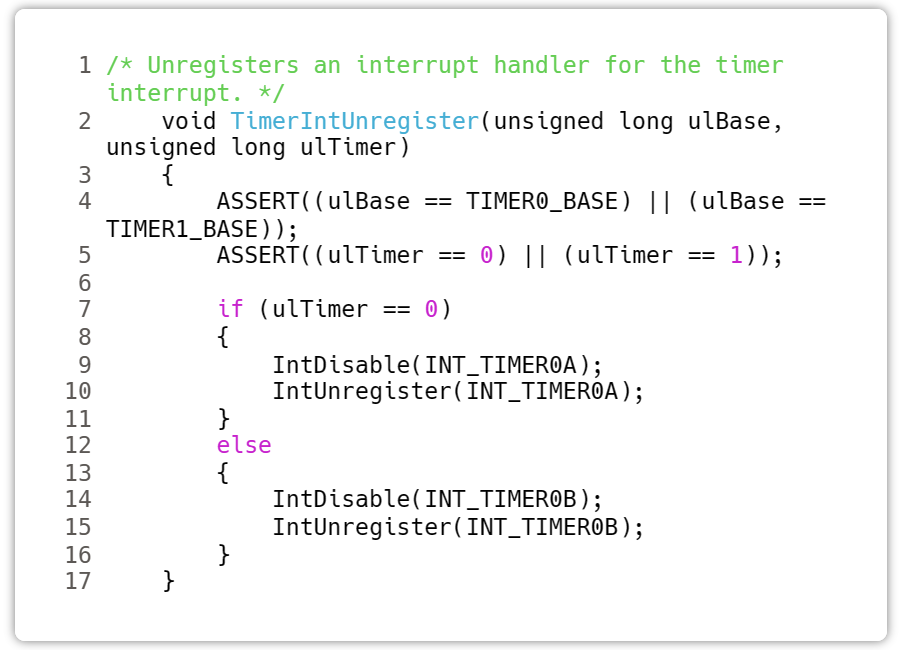 1 /* Unregisters an interrupt handler for the timer
interrupt. */
2     void TimerIntUnregister(unsigned long ulBase,
unsigned long ulTimer)
3     {
4         ASSERT((ulBase == TIMER0_BASE) || (ulBase ==
TIMER1_BASE));
5         ASSERT((ulTimer == 0) || (ulTimer == 1));
6
7         if (ulTimer == 0)
8         {
9             IntDisable(INT_TIMER0A);
10             IntUnregister(INT_TIMER0A);
11         }
12         else
13         {
14             IntDisable(INT_TIMER0B);
15             IntUnregister(INT_TIMER0B);
16         }
17     }